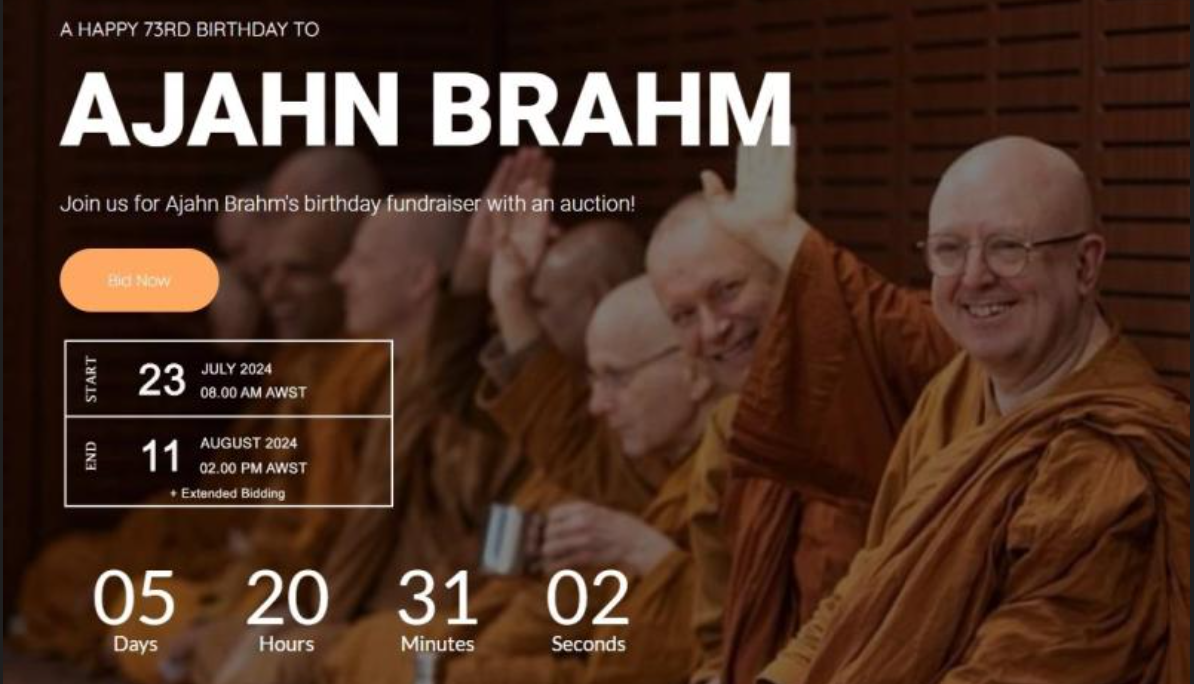 A HAPPY 73RD BIRTHDAY TO
AJAHN BRAHM
Join us for Ajahn Brahm's birthday fundraiser with an auction!
Bid Now
START
23
JULY 2024
08.00 AM AWST
END
11
AUGUST 2024
02.00 PM AWST
+ Extended Bidding
05 20 31 02
Days Hours Minutes Seconds